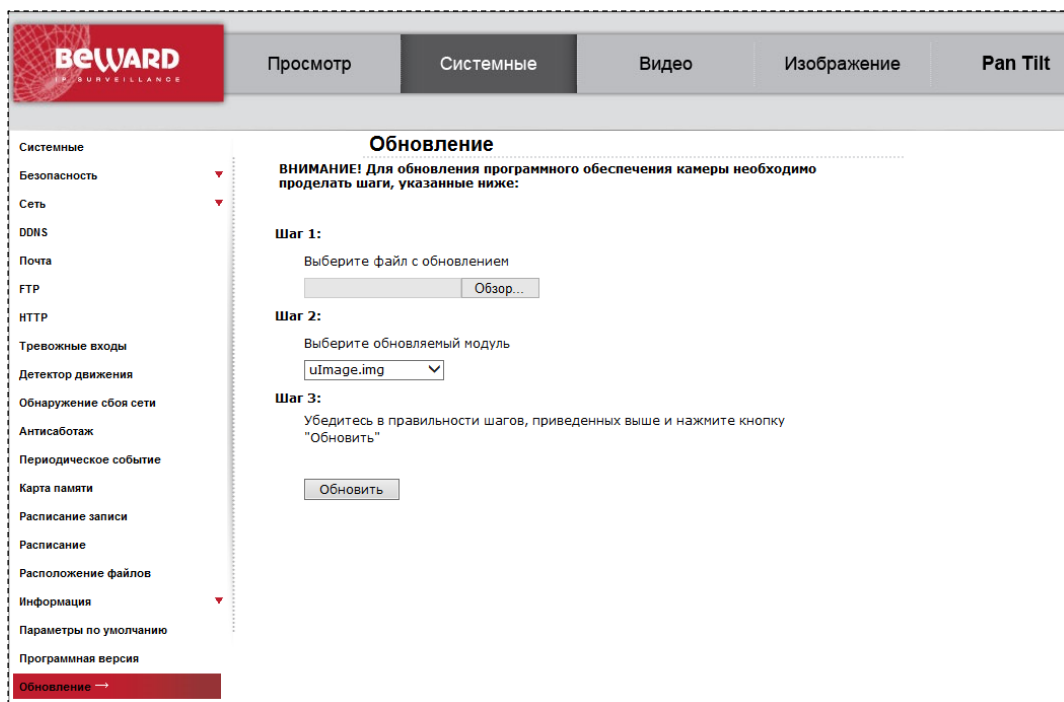 BEWARD
IP SURVEILLANCE
Просмотр
Системные
Видео
Изображение
Pan Tilt
Системные
Безопасность
Сеть
DDNS
Почта
FTP
HTTP
Тревожные входы
Детектор движения
Обнаружение сбоя сети
Антисаботаж
Периодическое событие
Карта памяти
Расписание записи
Расписание
Расположение файлов
Информация
Параметры по умолчанию
Программная версия
Обновление →
Обновление
ВНИМАНИЕ! Для обновления программного обеспечения камеры необходимо
проделать шаги, указанные ниже:
Шаг 1:
Выберите файл с обновлением
Обзор...
Шаг 2:
Выберите обновляемый модуль
uImage.img
Шаг 3:
Убедитесь в правильности шагов, приведенных выше и нажмите кнопку
"Обновить"
Обновить